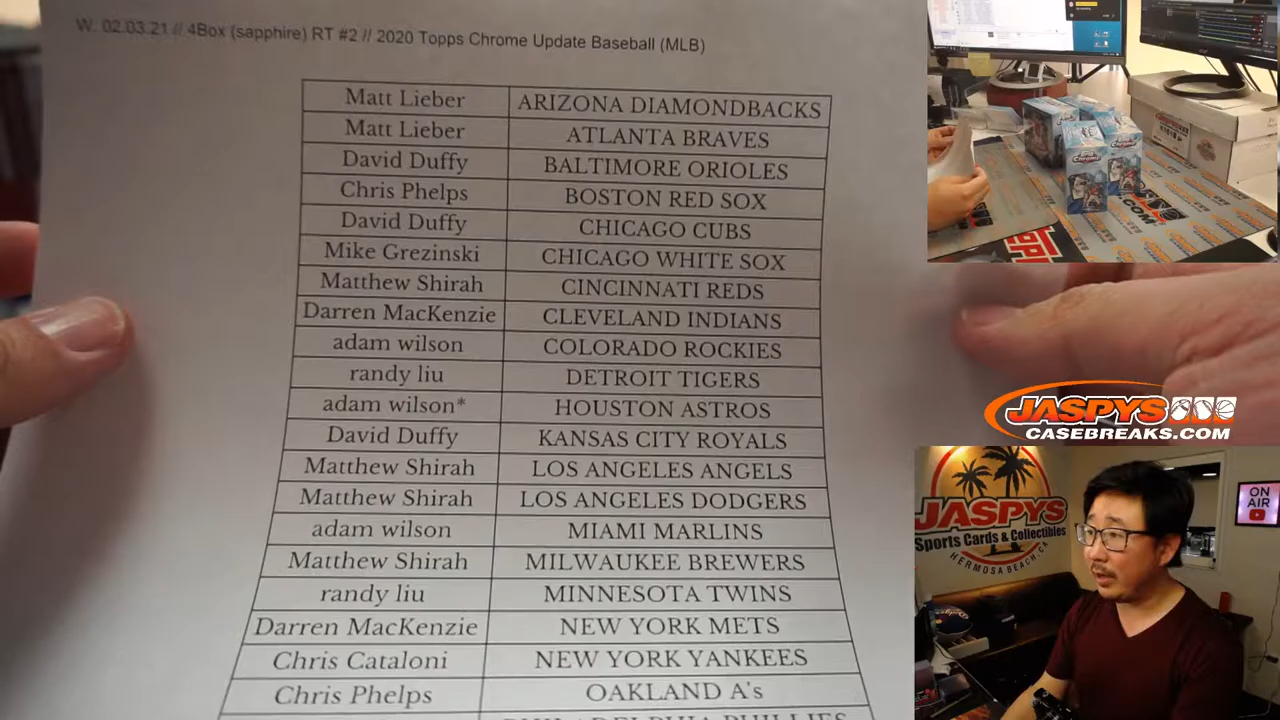 W. 02.03.21 // 4Box (sapphire) RT #2 // 2020 Topps Chrome Update Baseball (MLB)
Matt Lieber ARIZONA DIAMONDBACKS
Matt Lieber ATLANTA BRAVES
David Duffy BALTIMORE ORIOLES
Chris Phelps BOSTON RED SOX
David Duffy CHICAGO CUBS
Mike Grezinski CHICAGO WHITE SOX
Matthew Shirah CINCINNATI REDS
Darren MacKenzie CLEVELAND INDIANS
adam wilson COLORADO ROCKIES
randy liu DETROIT TIGERS
adam wilson* HOUSTON ASTROS
David Duffy KANSAS CITY ROYALS
Matthew Shirah LOS ANGELES ANGELS
Matthew Shirah LOS ANGELES DODGERS
adam wilson MIAMI MARLINS
Matthew Shirah MILWAUKEE BREWERS
randy liu MINNESOTA TWINS
Darren MacKenzie NEW YORK METS
Chris Cataloni NEW YORK YANKEES
Chris Phelps OAKLAND A's
PHILADELPHIA PHILLIES
JASPYS
CASEBREAKS.COM
JASPYS
Sports Cards & Collectibles
HERMOSA BEACH, CA
ON
AIR